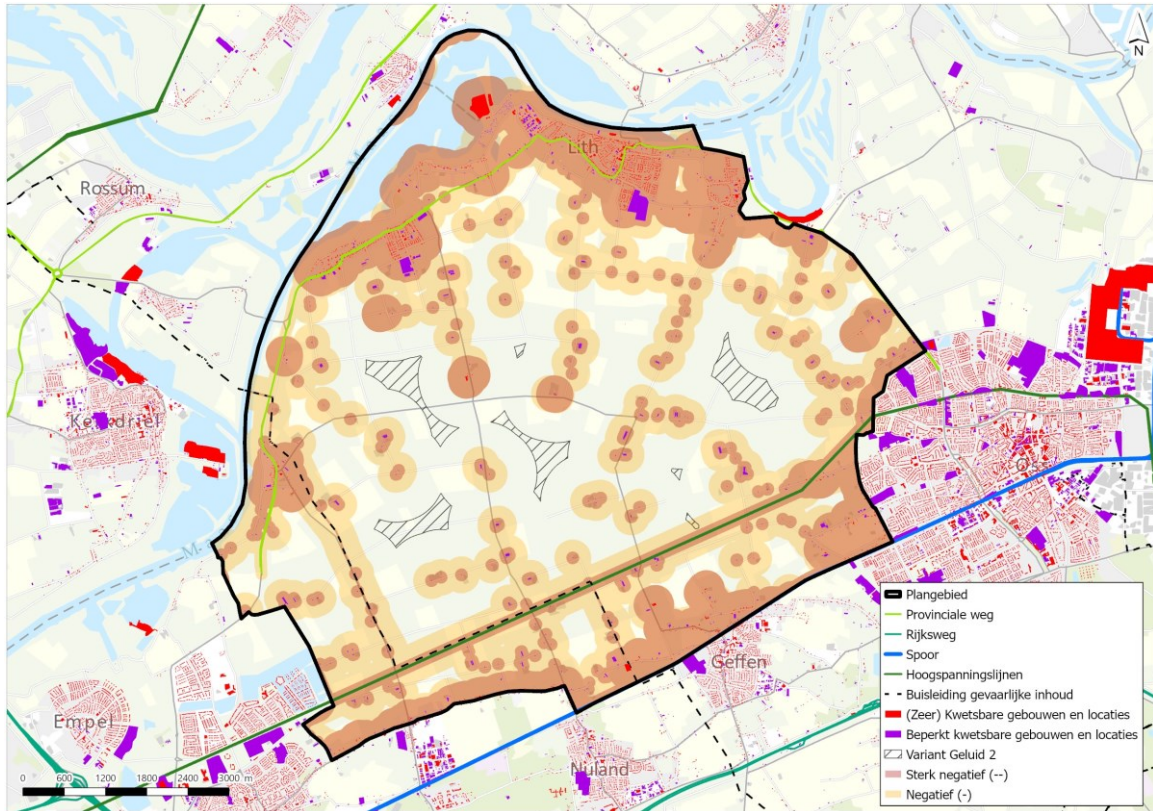 N
Rossum
Lith
Kerkdriel
Oss
M.
Geffen
Empel
Nuland
0 600 1200 1800 2400 3000 m
Plangebied
Provinciale weg
Rijksweg
Spoor
Hoogspanningslijnen
Buisleiding gevaarlijke inhoud
(Zeer) Kwetsbare gebouwen en locaties
Beperkt kwetsbare gebouwen en locaties
Variant Geluid 2
Sterk negatief (--)
Negatief (-)